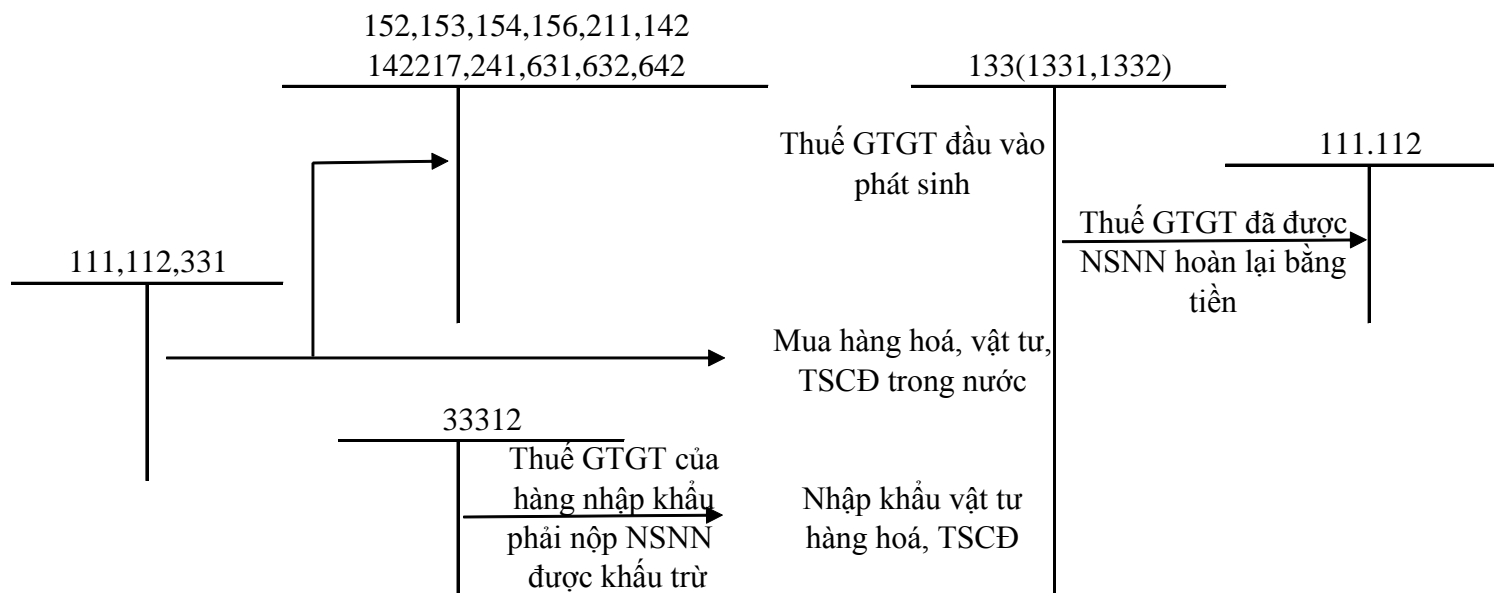 152,153,154,156,211,142
142217,241,631,632,642
133(1331,1332)
Thuế GTGT đầu vào
phát sinh
111.112
Thuế GTGT đã được
NSNN hoàn lại bằng
tiền
111,112,331
Mua hàng hoá, vật tư,
TSCĐ trong nước
33312
Thuế GTGT của
hàng nhập khẩu
phải nộp NSNN
được khấu trừ
Nhập khẩu vật tư
hàng hoá, TSCĐ